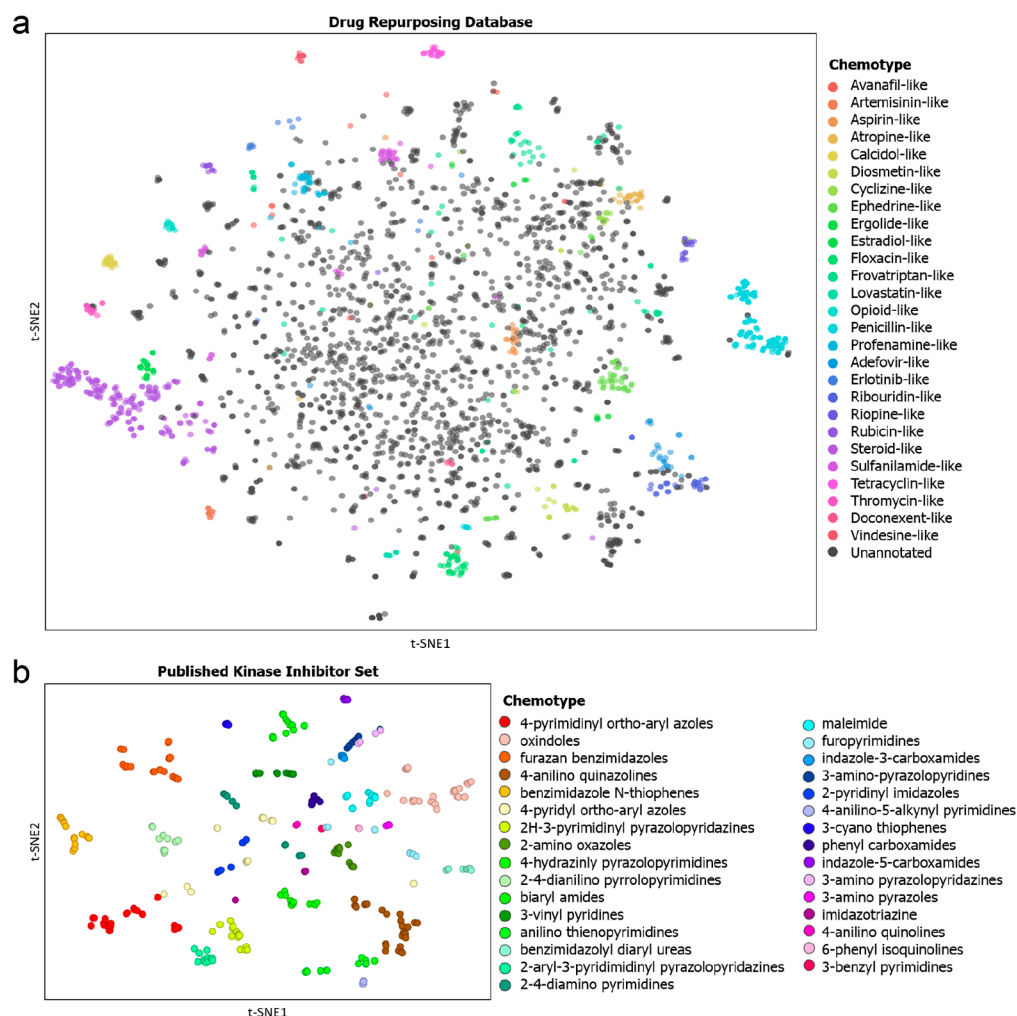 a
Drug Repurposing Database
t-SNE2
t-SNE1
Chemotype
Avanafil-like
Artemisinin-like
Aspirin-like
Atropine-like
Calcidol-like
Diosmetin-like
Cyclizine-like
Ephedrine-like
Ergolide-like
Estradiol-like
Floxacin-like
Frovatriptan-like
Lovastatin-like
Opioid-like
Penicillin-like
Profenamine-like
Adefovir-like
Erlotinib-like
Ribouridin-like
Riopine-like
Rubicin-like
Steroid-like
Sulfanilamide-like
Tetracyclin-like
Thromycin-like
Doconexent-like
Vindesine-like
Unannotated
b
Published Kinase Inhibitor Set
t-SNE2
t-SNE1
Chemotype
4-pyrimidinyl ortho-aryl azoles
oxindoles
furazan benzimidazoles
4-anilino quinazolines
benzimidazole N-thiophenes
4-pyridyl ortho-aryl azoles
2H-3-pyrimidinyl pyrazolopyridazines
2-amino oxazoles
4-hydrazinly pyrazolopyrimidines
2-4-dianilino pyrrolopyrimidines
biaryl amides
3-vinyl pyridines
anilino thienopyrimidines
benzimidazolyl diaryl ureas
2-aryl-3-pyridimidinyl pyrazolopyridazines
2-4-diamino pyrimidines
maleimide
furopyrimidines
indazole-3-carboxamides
3-amino-pyrazolopyridines
2-pyridinyl imidazoles
4-anilino-5-alkynyl pyrimidines
3-cyano thiophenes
phenyl carboxamides
indazole-5-carboxamides
3-amino pyrazolopyridazines
3-amino pyrazoles
imidazotriazine
4-anilino quinolines
6-phenyl isoquinolines
3-benzyl pyrimidines